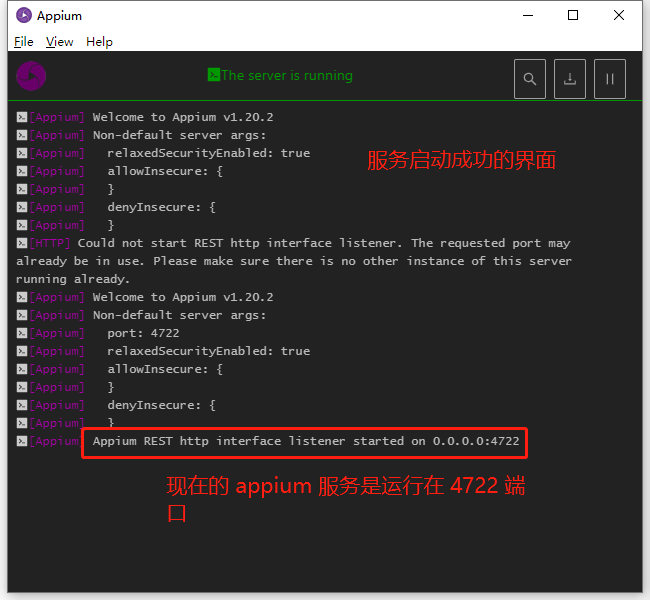 Appium
File View Help
The server is running
[Appium] Welcome to Appium v1.20.2
[Appium] Non-default server args:
[Appium] relaxedSecurityEnabled: true
[Appium] allowInsecure: {
[Appium] }
[Appium] denyInsecure: {
[Appium] }
服务启动成功的界面
[HTTP] Could not start REST http interface listener. The requested port may
already be in use. Please make sure there is no other instance of this server
running already.
[Appium] Welcome to Appium v1.20.2
[Appium] Non-default server args:
[Appium] port: 4722
[Appium] relaxedSecurityEnabled: true
[Appium] allowInsecure: {
[Appium] }
[Appium] denyInsecure: {
[Appium] }
[Appium] Appium REST http interface listener started on 0.0.0.0:4722
现在的 appium 服务是运行在 4722 端
口